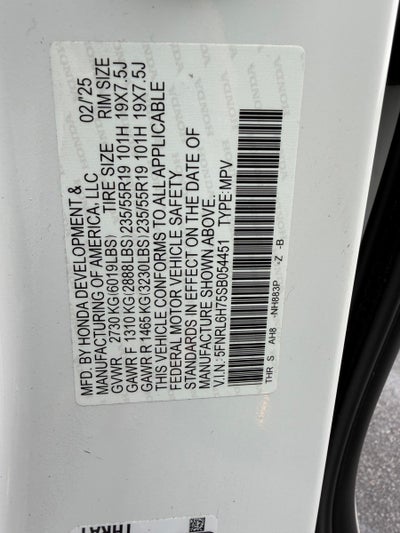 MFD. BY HONDA DEVELOPMENT & 02/'25
MANUFACTURING OF AMERICA, LLC
TIRE SIZE RIM SIZE
GVWR 2730 KG(6019LBS)
GAWR F 1310 KG(2888LBS) 235/55R19 101H 19X7.5J
GAWR R 1465 KG(3230LBS) 235/55R19 101H 19X7.5J
THIS VEHICLE CONFORMS TO ALL APPLICABLE
FEDERAL MOTOR VEHICLE SAFETY
STANDARDS IN EFFECT ON THE DATE OF
MANUFACTURE SHOWN ABOVE.
V.I.N.: 5FNRL6H75SB054451 TYPE:MPV
THR S AH8 -NH883P -Z -B